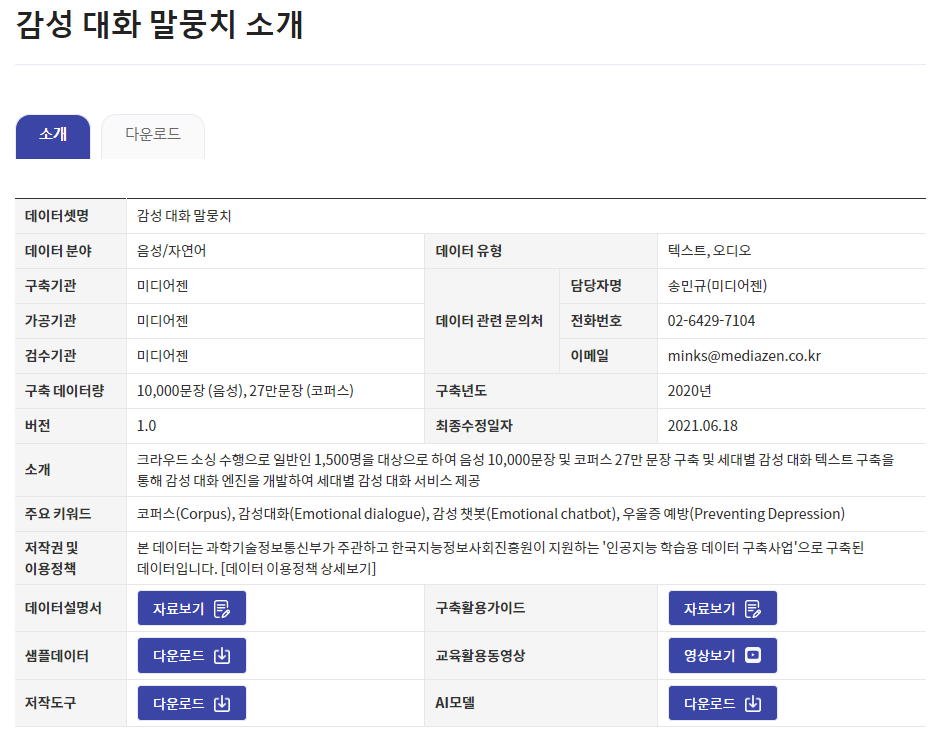 감성 대화 말뭉치 소개
소개 다운로드
데이터셋명 감성 대화 말뭉치
데이터 분야 음성/자연어 데이터 유형 텍스트, 오디오
구축기관 미디어젠 데이터 관련 문의처 담당자명 송민규(미디어젠)
가공기관 미디어젠 전화번호 02-6429-7104
검수기관 미디어젠 이메일 minks@mediazen.co.kr
구축 데이터량 10,000문장 (음성), 27만문장 (코퍼스) 구축년도 2020년
버전 1.0 최종수정일자 2021.06.18
소개 크라우드 소싱 수행으로 일반인 1,500명을 대상으로 하여 음성 10,000문장 및 코퍼스 27만 문장 구축 및 세대별 감성 대화 텍스트 구축을
통해 감성 대화 엔진을 개발하여 세대별 감성 대화 서비스 제공
주요 키워드 코퍼스(Corpus), 감성대화(Emotional dialogue), 감성 챗봇(Emotional chatbot), 우울증 예방(Preventing Depression)
저작권 및 이용정책 본 데이터는 과학기술정보통신부가 주관하고 한국지능정보사회진흥원이 지원하는 '인공지능 학습용 데이터 구축사업'으로 구축된
데이터입니다. [데이터 이용정책 상세보기]
데이터설명서 자료보기 구축활용가이드 자료보기
샘플데이터 다운로드 교육활용동영상 영상보기
저작도구 다운로드 AI모델 다운로드